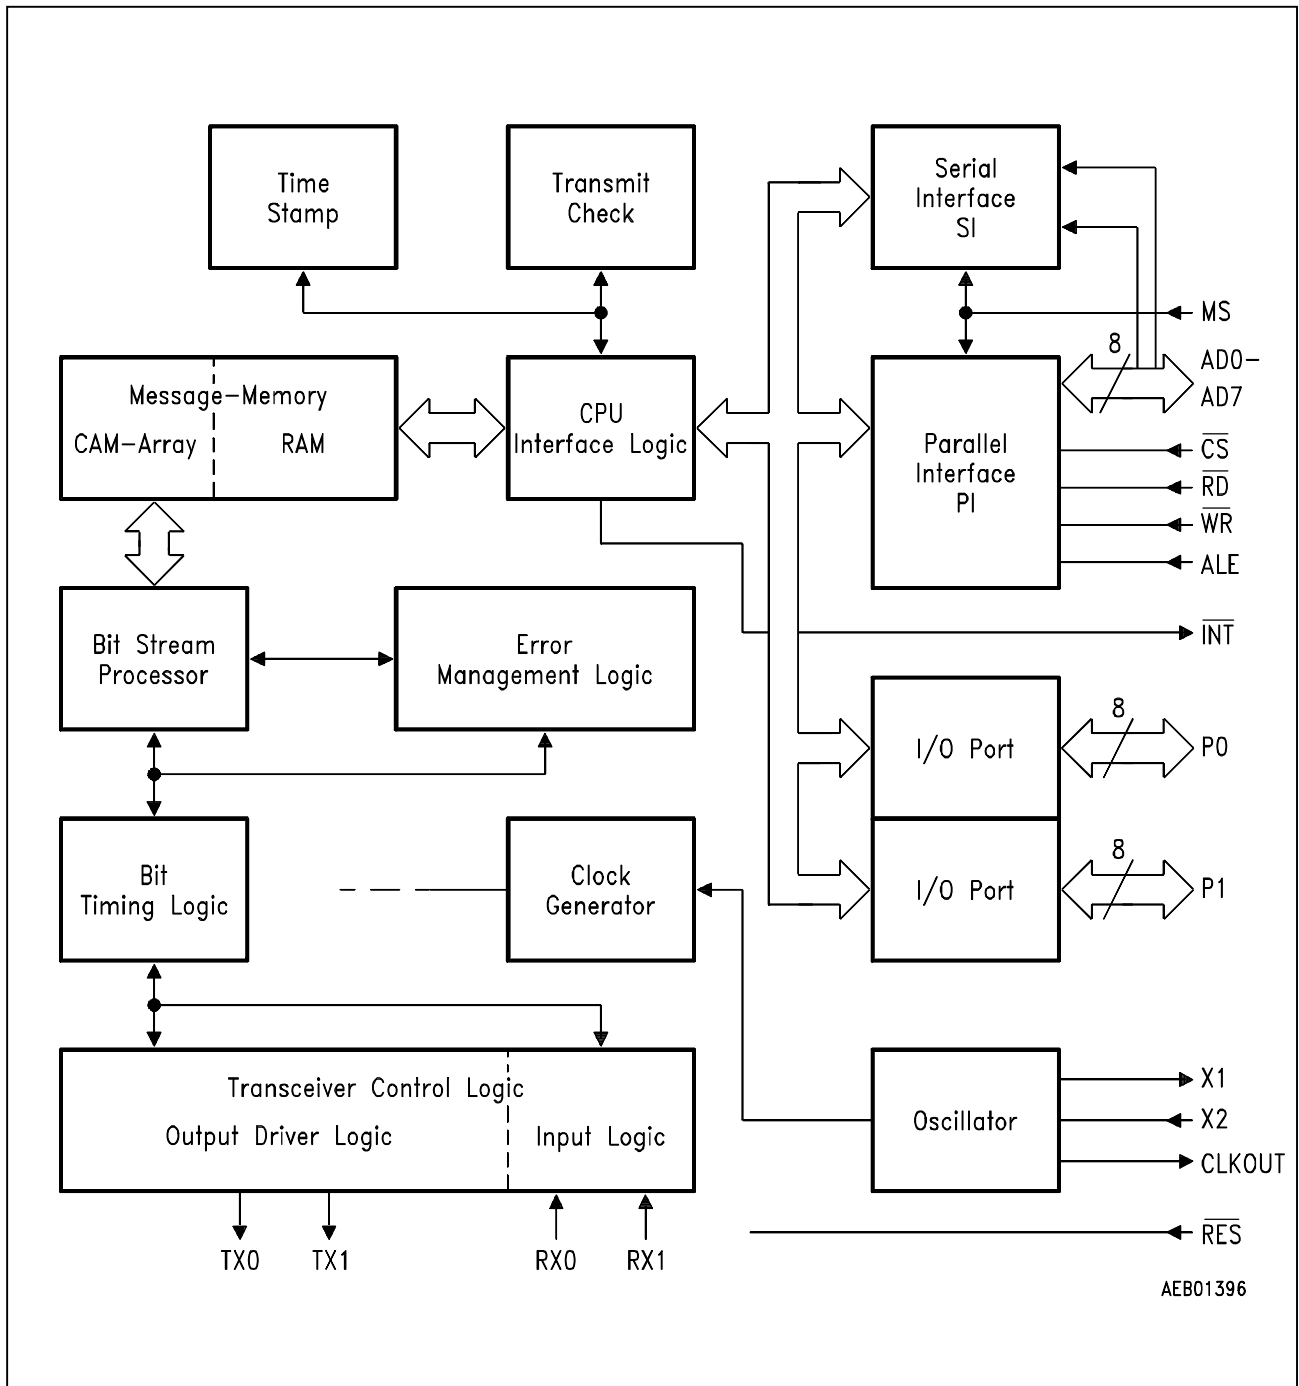 Time
Stamp
Transmit
Check
Serial
Interface
SI
MS
8
AD0-
AD7
Message-Memory
CAM-Array
RAM
CPU
Interface Logic
Parallel
Interface
PI
CS
RD
WR
ALE
INT
Bit Stream
Processor
Error
Management Logic
I/O Port
8
P0
Bit
Timing Logic
Clock
Generator
I/O Port
8
P1
Transceiver Control Logic
Output Driver Logic
Input Logic
Oscillator
X1
X2
CLKOUT
RES
TX0
TX1
RX0
RX1
AEB01396